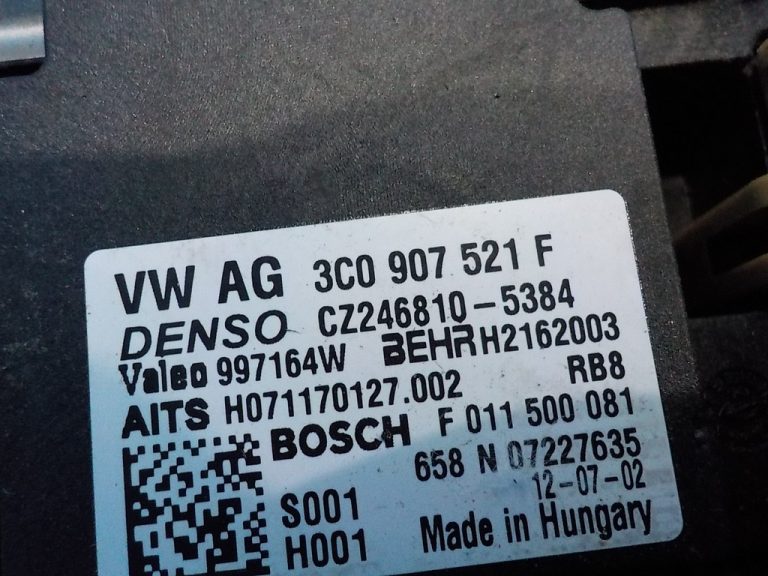 VW AG 3C0 907 521 F
DENSO CZ246810-5384
Valeo 997164W BEHR H2162003
AITS H071170127.002 RB8
BOSCH F 011 500 081
658 N 07227635
S001 12-07-02
H001 Made in Hungary